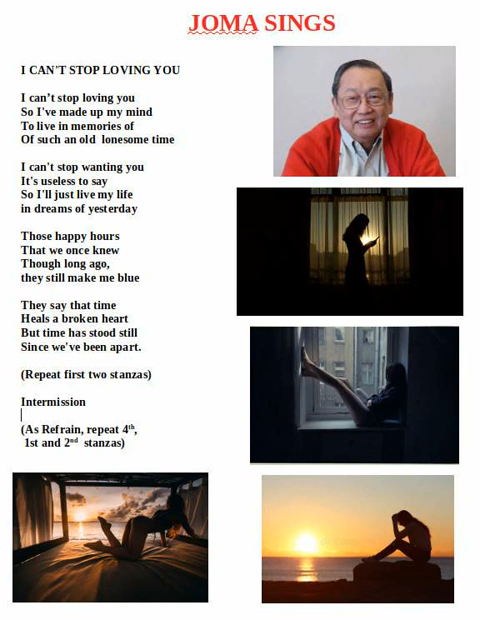 JOMA SINGS
I CAN'T STOP LOVING YOU
I can't stop loving you
So I've made up my mind
To live in memories of
Of such an old lonesome time
I can't stop wanting you
It's useless to say
So I'll just live my life
in dreams of yesterday
Those happy hours
That we once knew
Though long ago,
they still make me blue
They say that time
Heals a broken heart
But time has stood still
Since we've been apart.
(Repeat first two stanzas)
Intermission
(As Refrain, repeat 4th,
1st and 2nd stanzas)